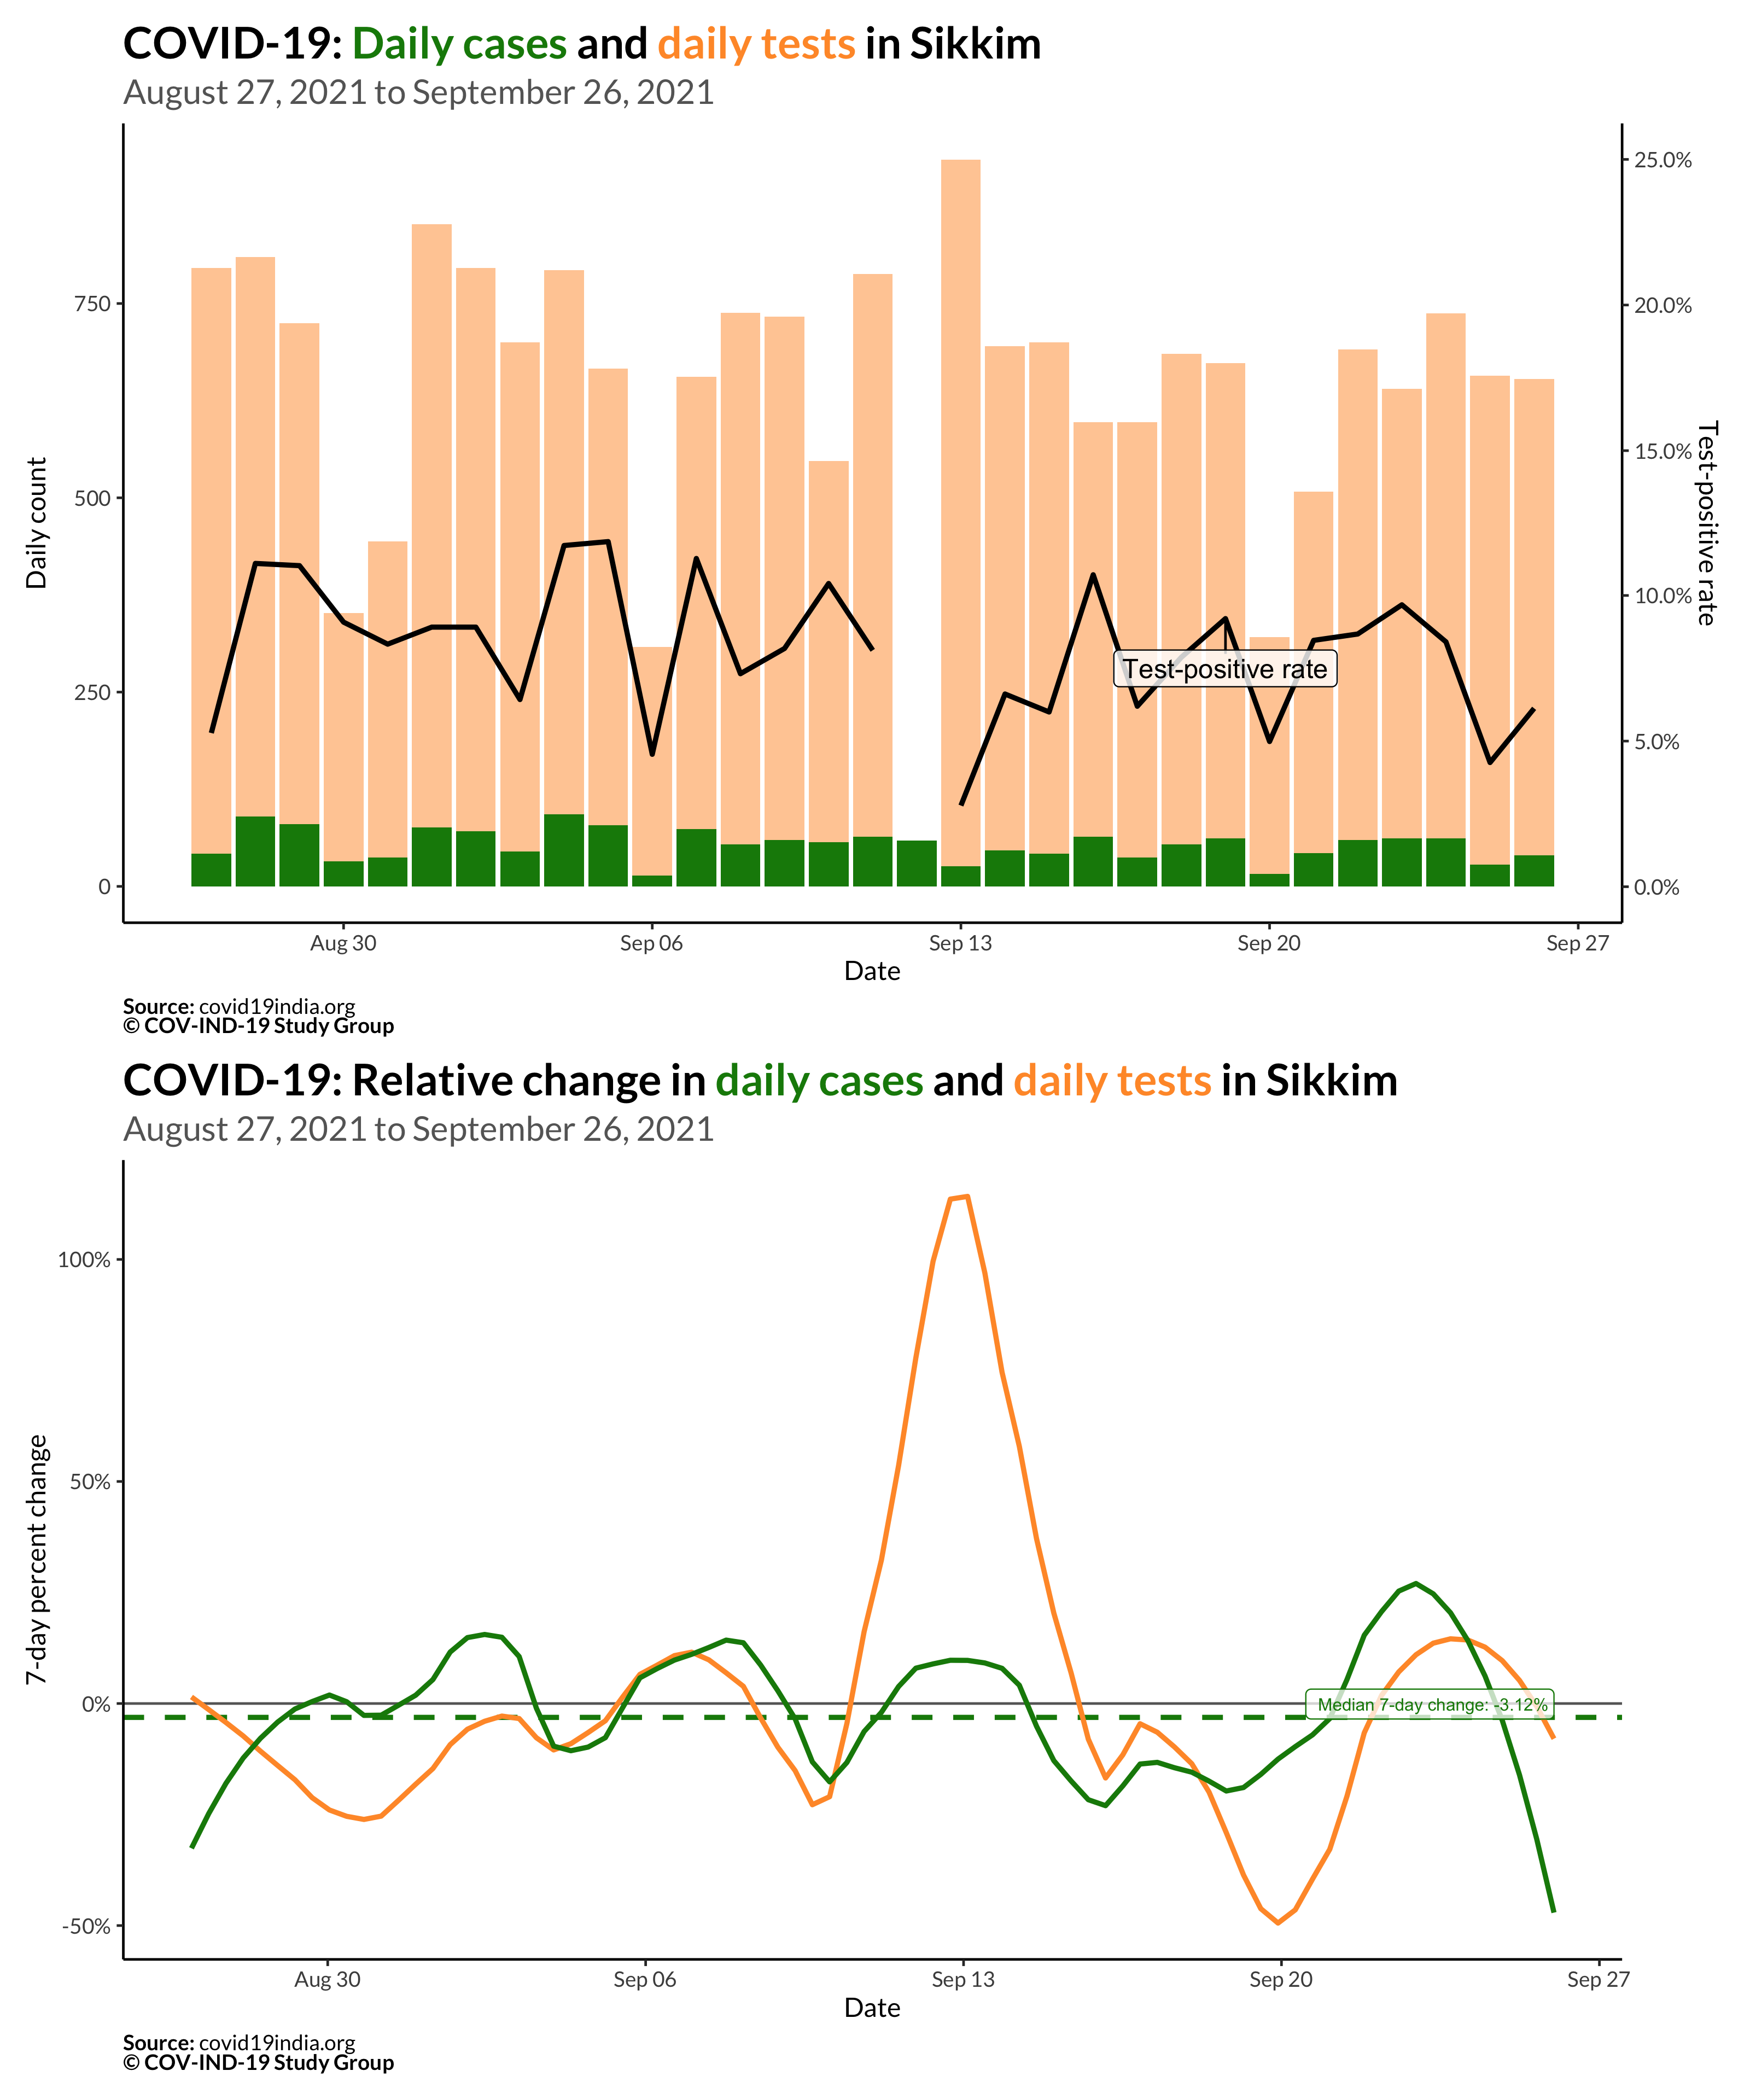 COVID-19: Daily cases and daily tests in Sikkim
August 27, 2021 to September 26, 2021
25.0%
20.0%
15.0%
10.0%
5.0%
0.0%
Test-positive rate
750
500
250
0
Daily count
Test-positive rate
Aug 30 Sep 06 Sep 13 Sep 20 Sep 27
Date
Source: covid19india.org
© COV-IND-19 Study Group
COVID-19: Relative change in daily cases and daily tests in Sikkim
August 27, 2021 to September 26, 2021
100%
50%
0%
-50%
7-day percent change
Median 7-day change: -3.12%
Aug 30 Sep 06 Sep 13 Sep 20 Sep 27
Date
Source: covid19india.org
© COV-IND-19 Study Group